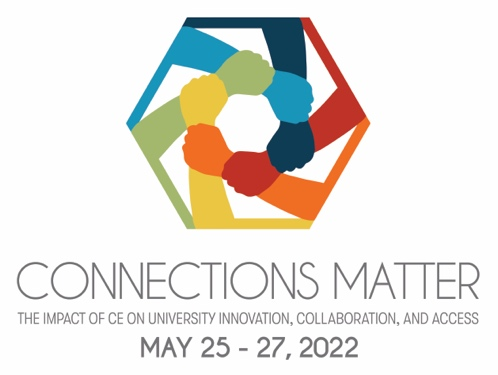 CONNECTIONS MATTER
THE IMPACT OF CE ON UNIVERSITY INNOVATION, COLLABORATION, AND ACCESS
MAY 25 - 27, 2022